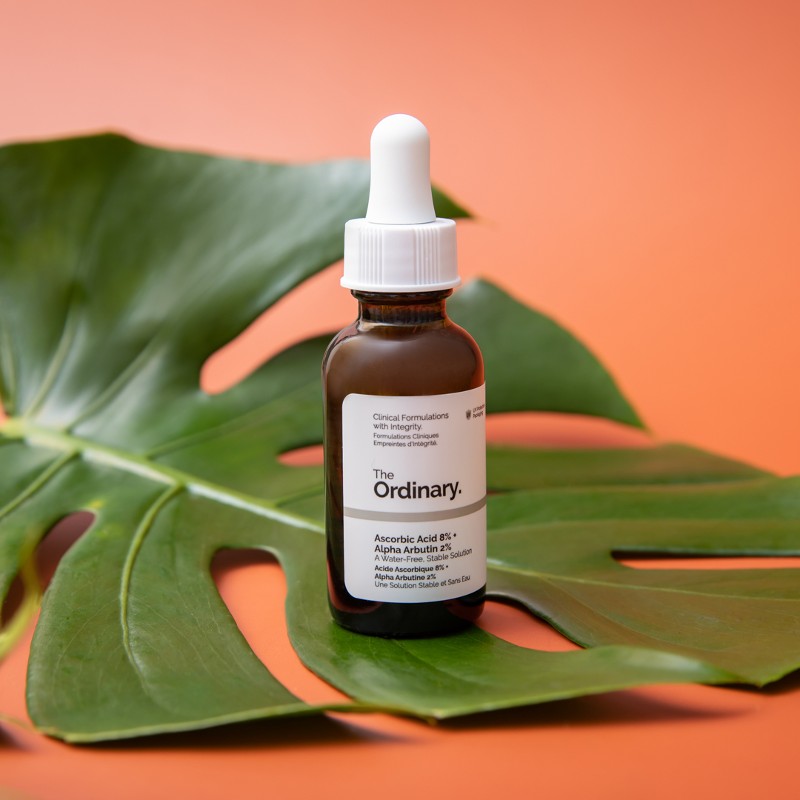 Clinical Formulations
with Integrity.
Formulations Cliniques
Empreintes d'Intégrité.
The
Ordinary.
Ascorbic Acid 8% +
Alpha Arbutin 2%
A Water-Free, Stable Solution
Acide Ascorbique 8% +
Alpha Arbutine 2%
Une Solution Stable et Sans Eau